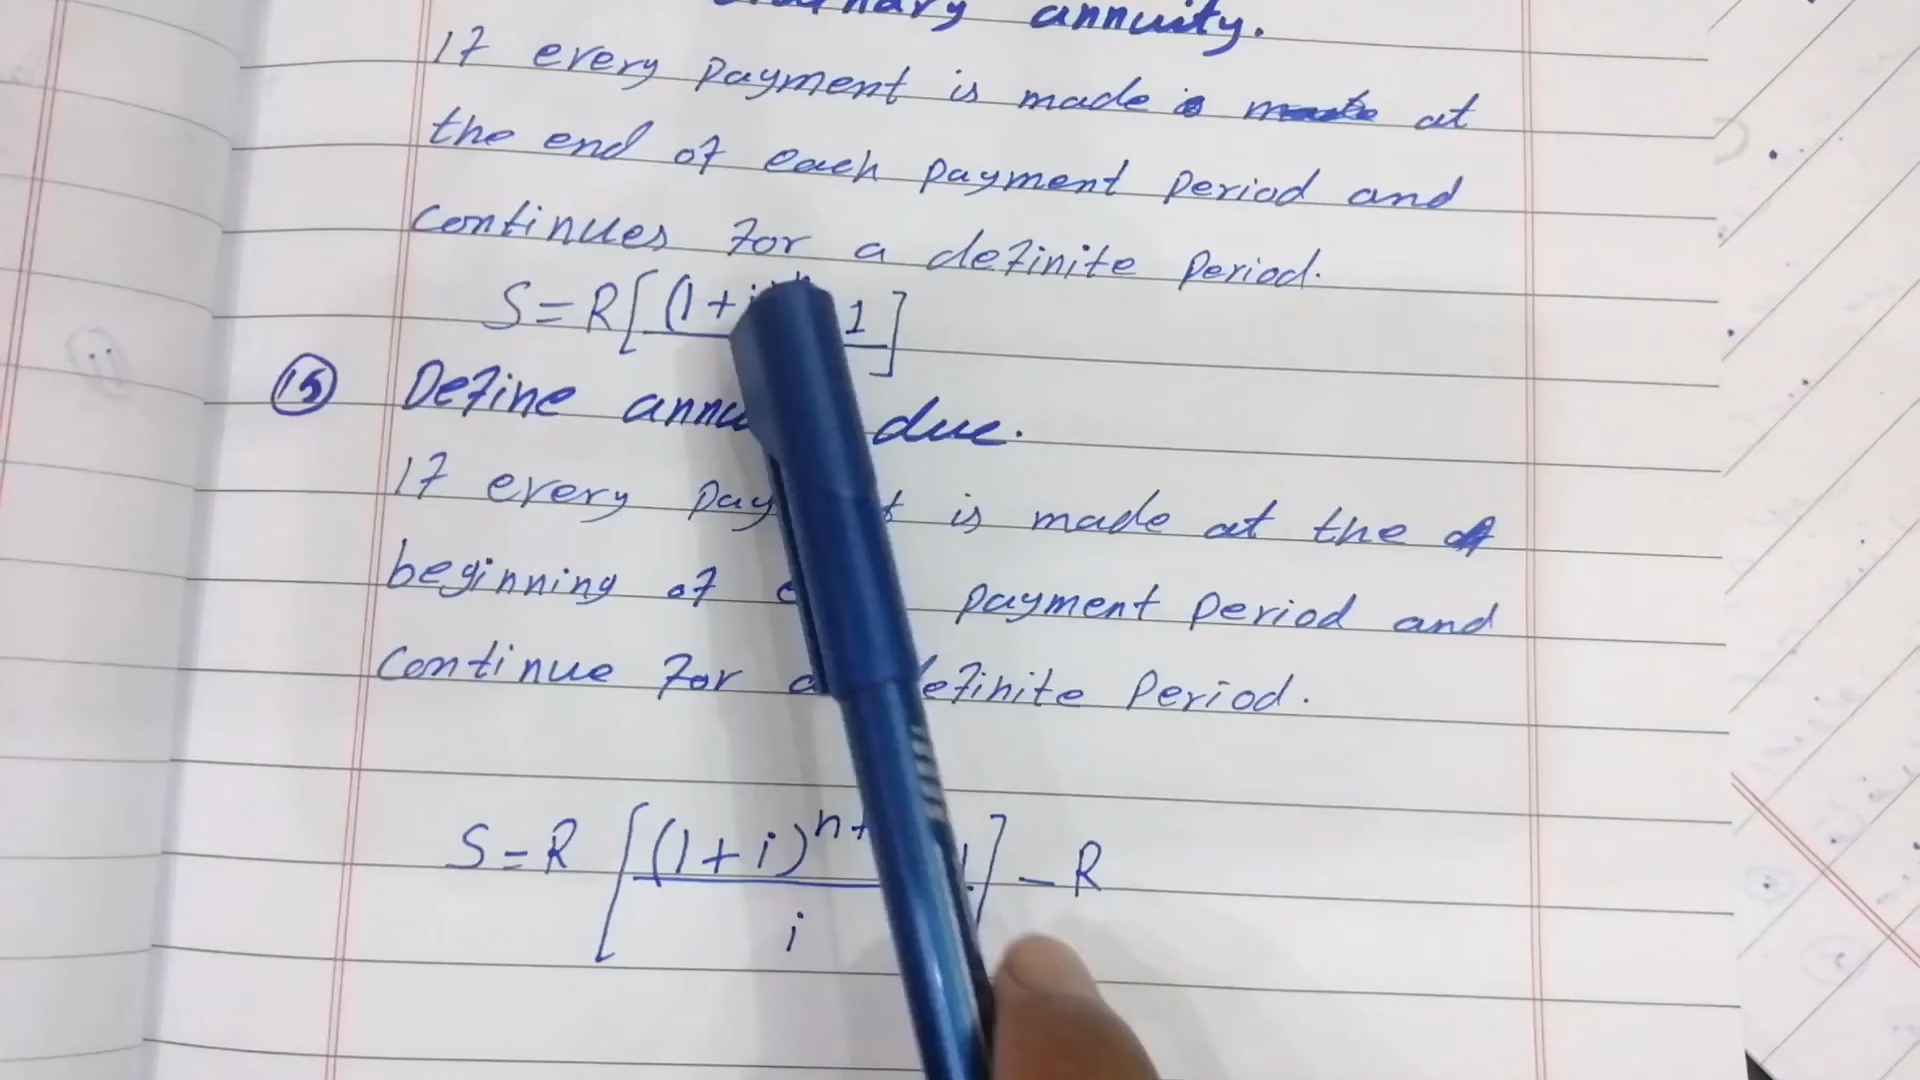 annuity.
If every payment is made at
the end of each payment period and
continues for a definite period.
S=R[(1+ 1]
15 Define due.
If every is made at the
beginning of payment period and
continue for a period.
S=R [(1+i)^n+ 1] - R
i